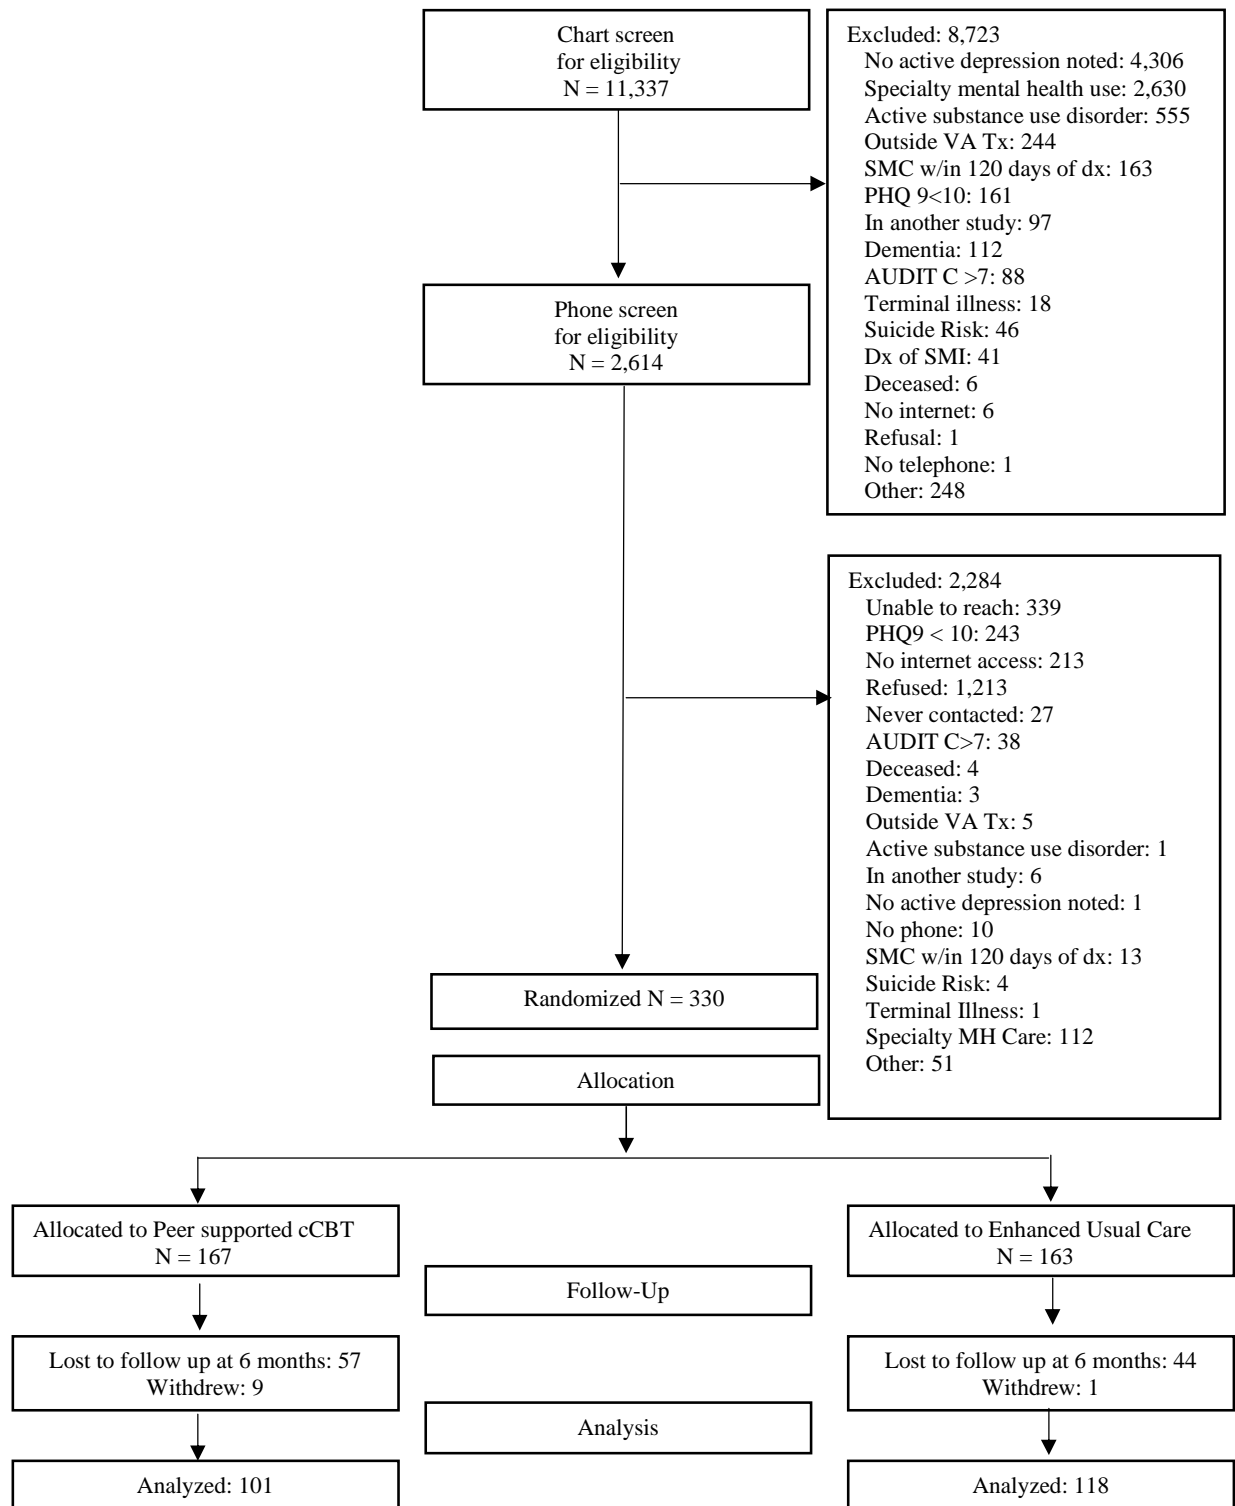 Chart screen
for eligibility
N = 11,337
Excluded: 8,723
No active depression noted: 4,306
Specialty mental health use: 2,630
Active substance use disorder: 555
Outside VA Tx: 244
SMC w/in 120 days of dx: 163
PHQ 9<10: 161
In another study: 97
Dementia: 112
AUDIT C >7: 88
Terminal illness: 18
Suicide Risk: 46
Dx of SMI: 41
Deceased: 6
No internet: 6
Refusal: 1
No telephone: 1
Other: 248
Phone screen
for eligibility
N = 2,614
Excluded: 2,284
Unable to reach: 339
PHQ9 < 10: 243
No internet access: 213
Refused: 1,213
Never contacted: 27
AUDIT C>7: 38
Deceased: 4
Dementia: 3
Outside VA Tx: 5
Active substance use disorder: 1
In another study: 6
No active depression noted: 1
No phone: 10
SMC w/in 120 days of dx: 13
Suicide Risk: 4
Terminal Illness: 1
Specialty MH Care: 112
Other: 51
Randomized N = 330
Allocation
Allocated to Peer supported cCBT
N = 167
Allocated to Enhanced Usual Care
N = 163
Follow-Up
Lost to follow up at 6 months: 57
Withdrew: 9
Lost to follow up at 6 months: 44
Withdrew: 1
Analysis
Analyzed: 101
Analyzed: 118